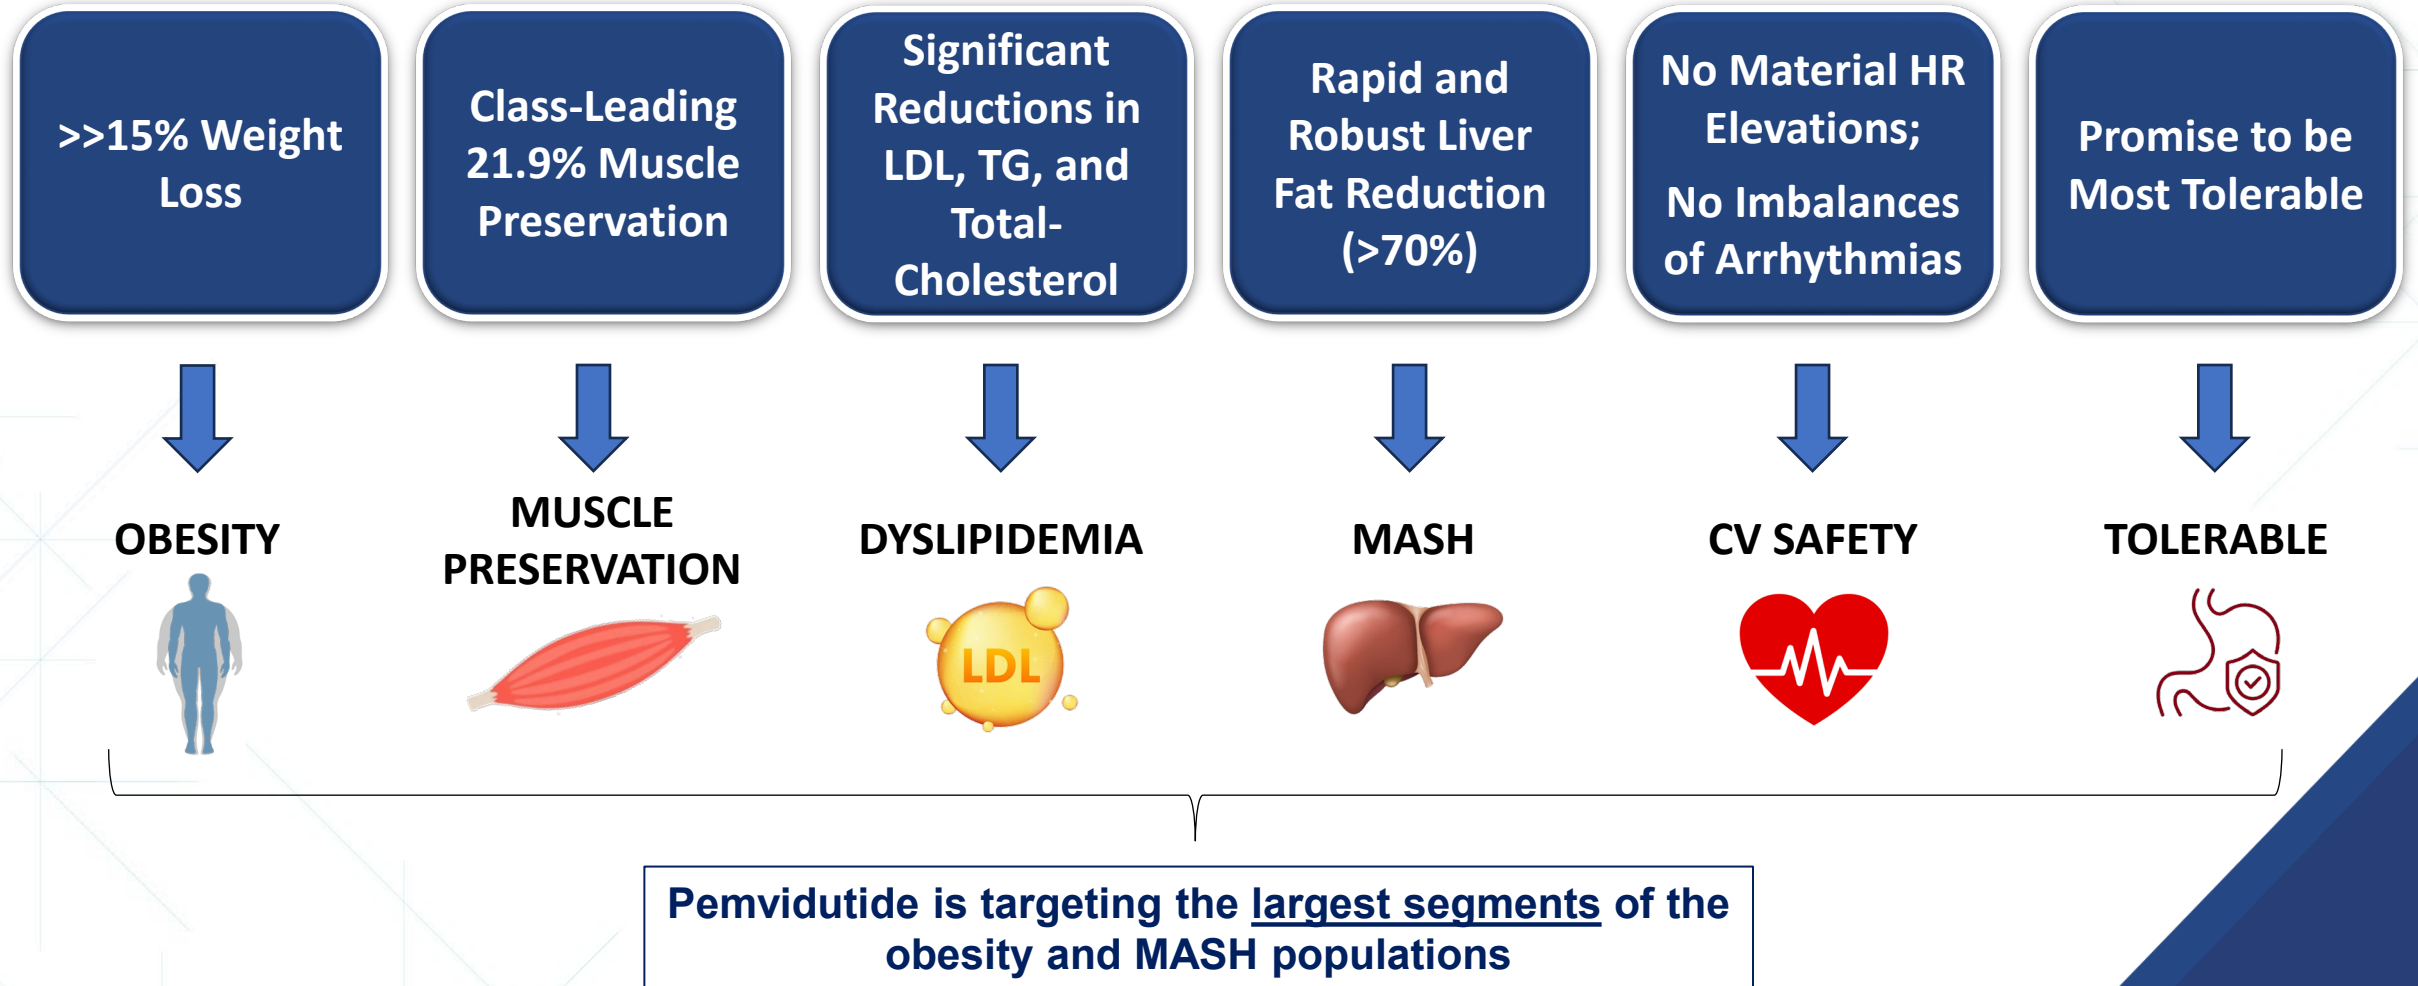 >>15% Weight
Loss
Class-Leading
21.9% Muscle
Preservation
Significant
Reductions in
LDL, TG, and
Total-
Cholesterol
Rapid and
Robust Liver
Fat Reduction
(>70%)
No Material HR
Elevations;
No Imbalances
of Arrhythmias
Promise to be
Most Tolerable
OBESITY
MUSCLE
PRESERVATION
DYSLIPIDEMIA
MASH
CV SAFETY
TOLERABLE
LDL
Pemvidutide is targeting the largest segments of the
obesity and MASH populations